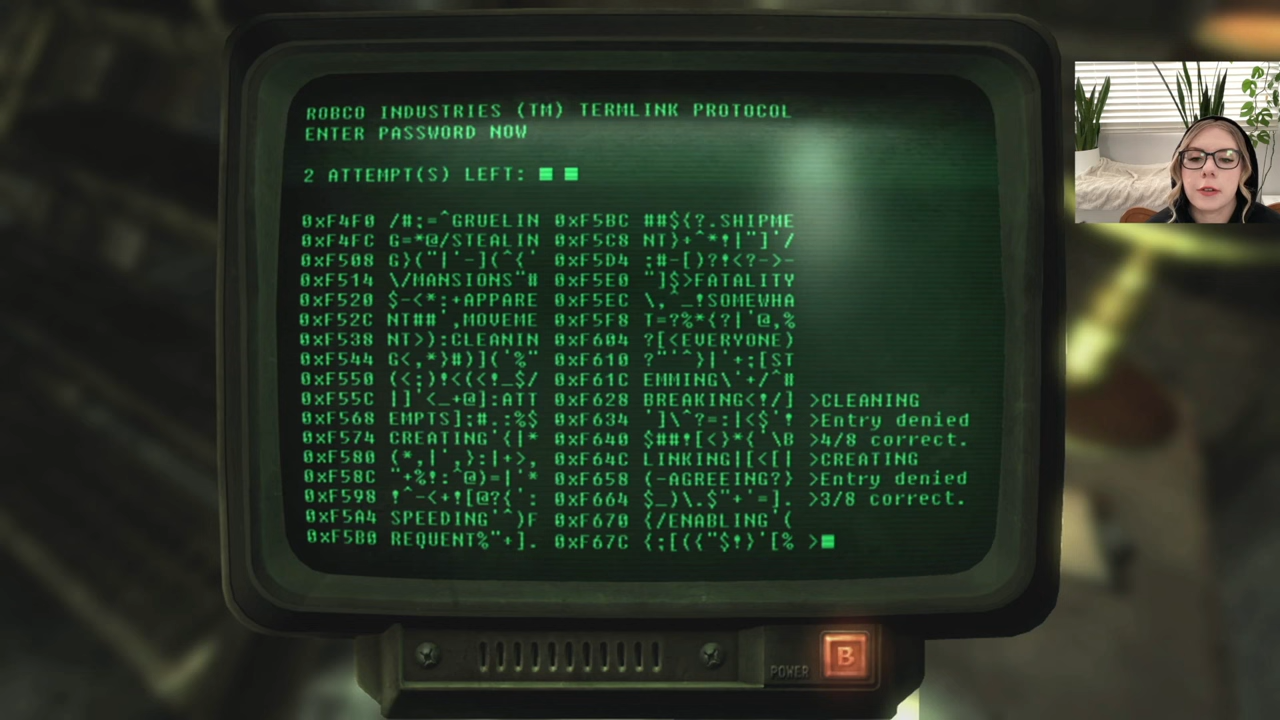 ROBCO INDUSTRIES (TM) TERMLINK PROTOCOL
ENTER PASSWORD NOW
2 ATTEMPT(S) LEFT:
0xF4F0 /#;=^GRUELIN 0xF5BC ##${?.SHIPME
0xF4FC G=*@/STEALIN 0xF5C8 NT}+^*!|"]'/
0xF508 G}("|'-](^{' 0xF5D4 ;#-[)?!<?->-
0xF514 \/MANSIONS"# 0xF5E0 "]$>FATALITY
0xF520 $-<*:+APPARE 0xF5EC \,^_!SOMEWHA
0xF52C NT##',MOVEME 0xF5F8 T=?%*{?|'@,%
0xF538 NT>):CLEANIN 0xF604 ?[<EVERYONE)
0xF544 G<,*}#)]('%" 0xF610 ?"'^}|'+;[ST
0xF550 (<;)!<(<!_$/ 0xF61C EMMING\'+/^#
0xF55C |]'<_+@]:ATT 0xF628 BREAKING<!/] >CLEANING
0xF568 EMPTS];#.:%$ 0xF634 ']\^?=:|<$'! >Entry denied
0xF574 CREATING'{|* 0xF640 $##![<}*{'\B >4/8 correct.
0xF580 (*,|',}:|+>, 0xF64C LINKING|[<[| >CREATING
0xF58C "+%!:^@)=|'* 0xF658 (-AGREEING?} >Entry denied
0xF598 !^-<+![@?{': 0xF664 $_)\.$"+'=]. >3/8 correct.
0xF5A4 SPEEDING'^)F 0xF670 {/ENABLING'(
0xF5B0 REQUENT%"+]. 0xF67C {;[({"$!}'[% >
POWER
B